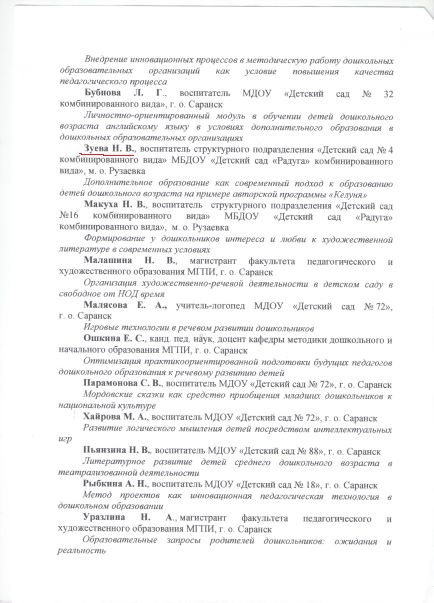 Внедрение инновационных процессов в методическую работу дошкольных
образовательных организаций как условие повышения качества
педагогического процесса
Бубнова Л. Г., воспитатель МДОУ «Детский сад № 32
комбинированного вида», г. о. Саранск
Личностно-ориентированный модуль в обучении детей дошкольного
возраста английскому языку в условиях дополнительного образования в
дошкольных образовательных организациях
Зуева Н. В., воспитатель структурного подразделения «Детский сад № 4
комбинированного вида» МБДОУ «Детский сад «Радуга» комбинированного
вида», м. о. Рузаевка
Дополнительное образование как современный подход к образованию
детей дошкольного возраста на примере авторской программы «Келуня»
Макуха Н. В., воспитатель структурного подразделения «Детский сад
№16 комбинированного вида» МБДОУ «Детский сад «Радуга»
комбинированного вида», м. о. Рузаевка
Формирование у дошкольников интереса и любви к художественной
литературе в современных условиях
Малашина Н. В., магистрант факультета педагогического и
художественного образования МГПИ, г. о. Саранск
Организация художественно-речевой деятельности в детском саду в
свободное от НОД время
Малясова Е. А., учитель-логопед МДОУ «Детский сад № 72»,
г. о. Саранск
Игровые технологии в речевом развитии дошкольников
Ошкина Е. С., канд. пед. наук, доцент кафедры методики дошкольного и
начального образования МГПИ, г. о. Саранск
Оптимизация практикоориентированной подготовки будущих педагогов
дошкольного образования к речевому развитию детей
Парамонова С. В., воспитатель МДОУ «Детский сад № 72», г. о. Саранск
Мордовские сказки как средство приобщения младших дошкольников к
национальной культуре
Хайрова М. А., воспитатель МДОУ «Детский сад № 72», г. о. Саранск
Развитие логического мышления детей посредством интеллектуальных
игр
Пьянзина Н. В., воспитатель МДОУ «Детский сад № 88», г. о. Саранск
Литературное развитие детей среднего дошкольного возраста в
театрализованной деятельности
Рыбкина А. Н., воспитатель МДОУ «Детский сад № 18», г. о. Саранск
Метод проектов как инновационная педагогическая технология в
дошкольном образовании
Уразлина Н. А., магистрант факультета педагогического и
художественного образования МГПИ, г. о. Саранск
Образовательные запросы родителей дошкольников: ожидания и
реальность